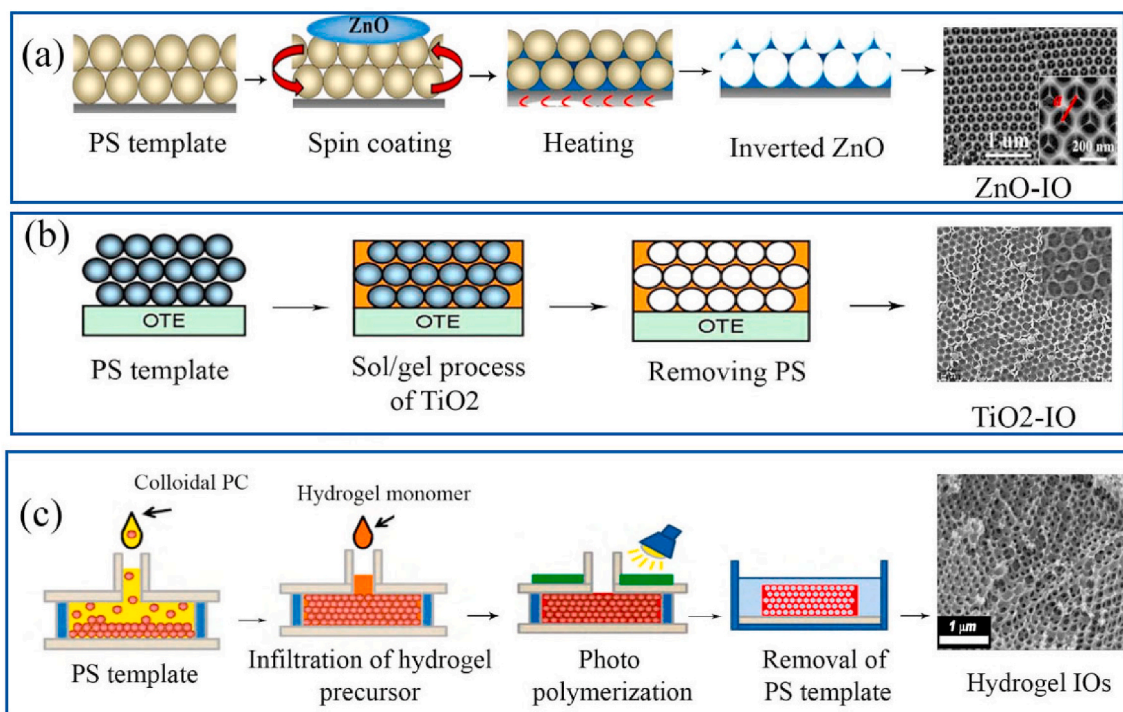 (a)
ZnO
PS template
Spin coating
Heating
Inverted ZnO
1 um
200 nm
ZnO-IO
(b)
OTE
OTE
OTE
PS template
Sol/gel process
of TiO2
Removing PS
TiO2-IO
(c)
Colloidal PC
Hydrogel monomer
PS template
Infiltration of hydrogel
precursor
Photo
polymerization
Removal of
PS template
1 μm
Hydrogel IOs